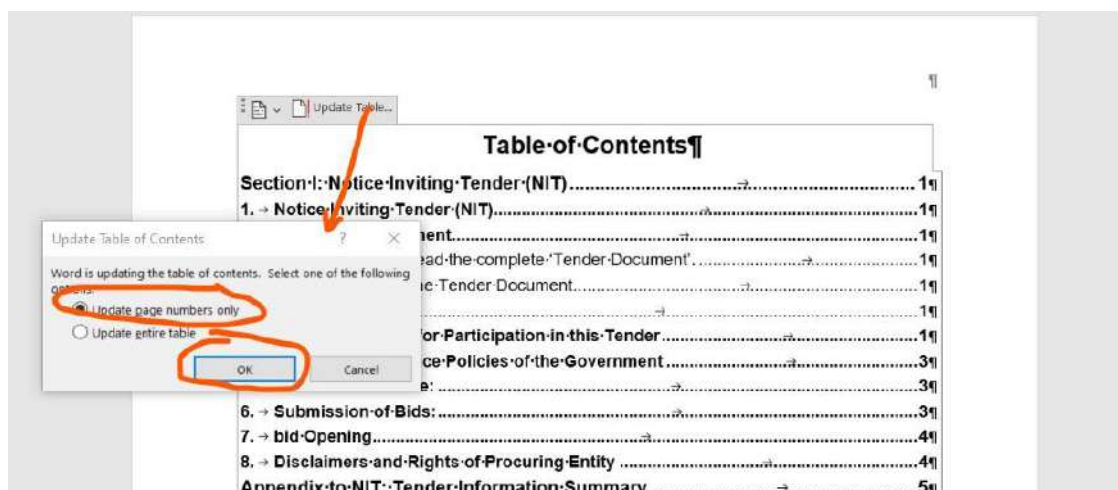 ¶
Update Table...
Table·of·Contents¶
Section·I:·Notice·Inviting·Tender·(NIT)...→...1¶
1.→Notice·Inviting·Tender·(NIT)...→...1¶
Update Table of Contents ? ×
ent...→...1¶
Word is updating the table of contents. Select one of the following
ead·the·complete·'Tender·Document'...→...1¶
options:
e·Tender·Document...→...1¶
Update page numbers only
→...1¶
Update entire table
for·Participation·in·this·Tender...→...1¶
OK Cancel
ce·Policies·of·the·Government...→...3¶
e:...→...3¶
6.→Submission·of·Bids:...→...3¶
7.→bid·Opening...→...4¶
8.→Disclaimers·and·Rights·of·Procuring·Entity...→...4¶
Appendix·to·NIT:·Tender·Information·Summary...→...5¶